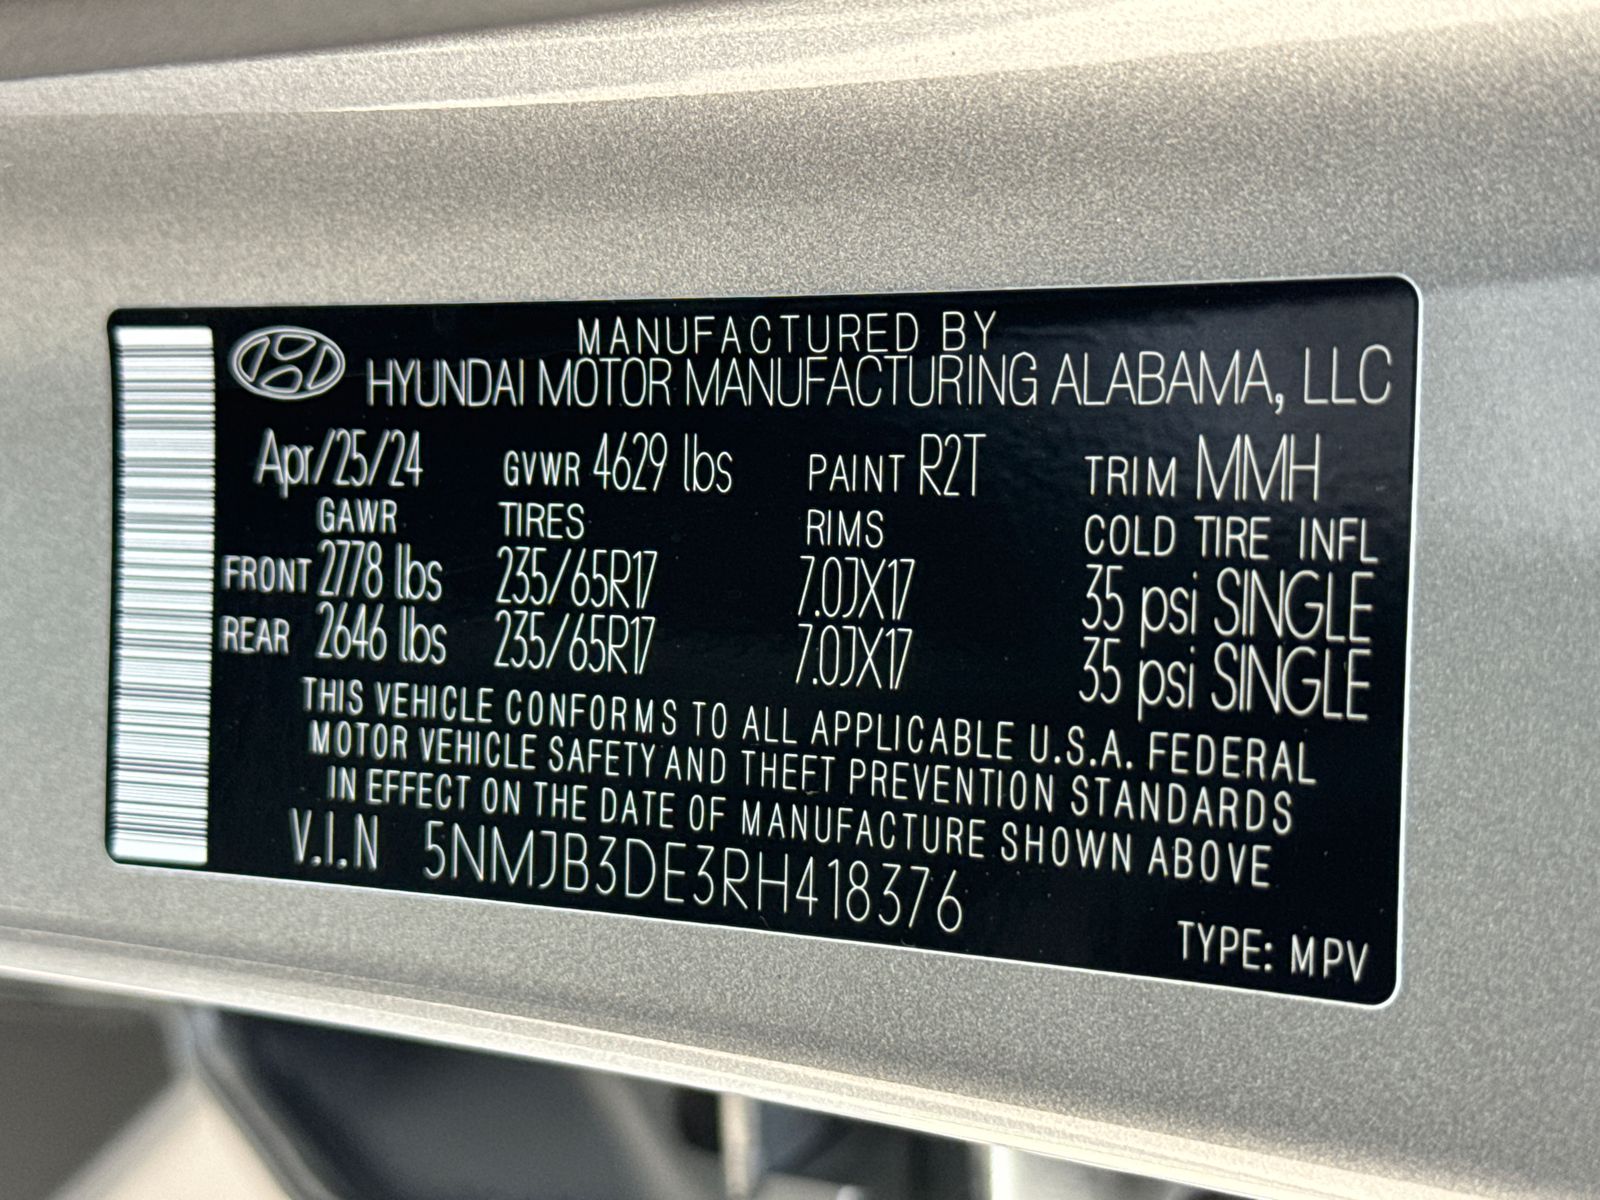 MANUFACTURED BY
HYUNDAI MOTOR MANUFACTURING ALABAMA, LLC
Apr/25/24 GVWR 4629 lbs PAINT R2T TRIM MMH
GAWR TIRES RIMS COLD TIRE INFL
FRONT 2778 lbs 235/65R17 7.0JX17 35 psi SINGLE
REAR 2646 lbs 235/65R17 7.0JX17 35 psi SINGLE
THIS VEHICLE CONFORMS TO ALL APPLICABLE U.S.A. FEDERAL
MOTOR VEHICLE SAFETY AND THEFT PREVENTION STANDARDS
IN EFFECT ON THE DATE OF MANUFACTURE SHOWN ABOVE
V.I.N 5NMJB3DE3RH418376
TYPE: MPV